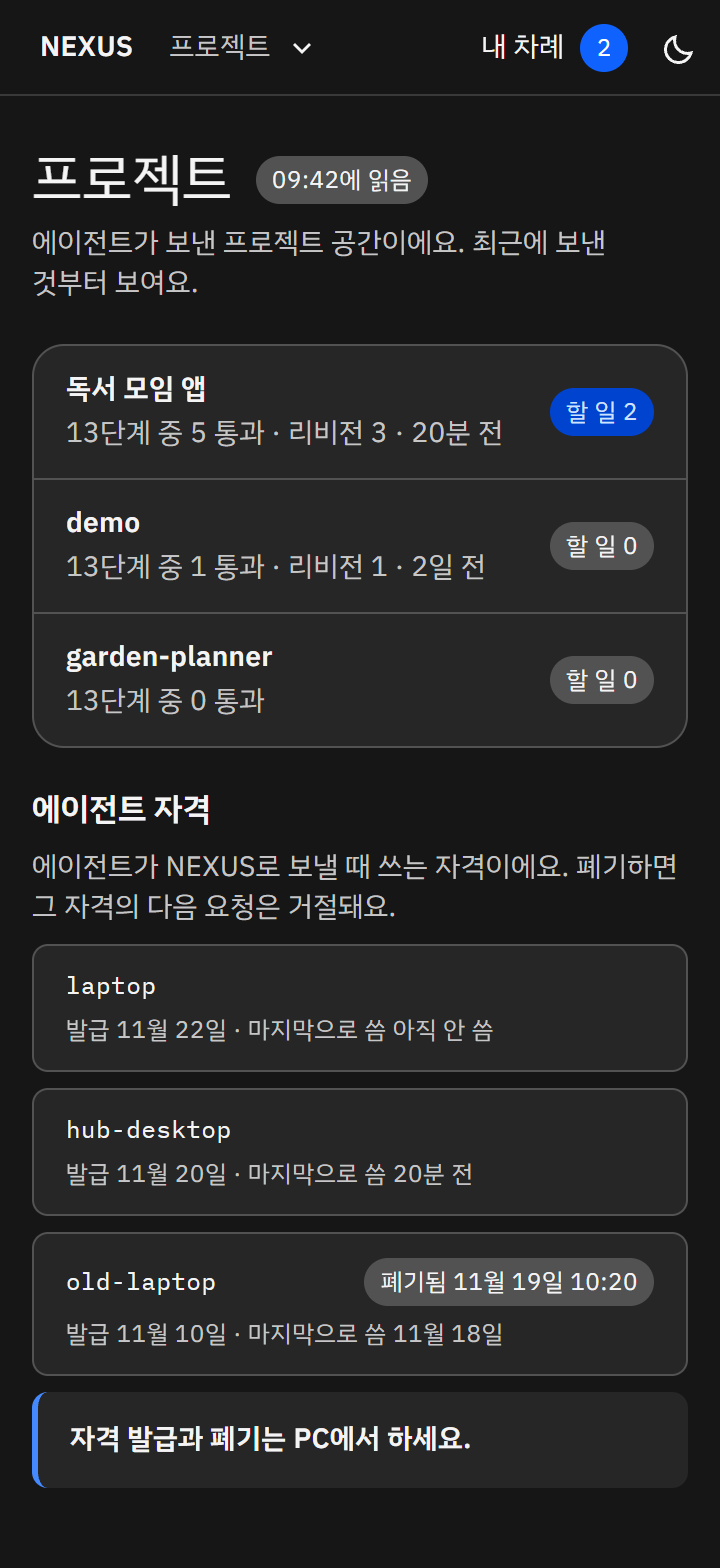 NEXUS 프로젝트 내 차례 2
프로젝트 09:42에 읽음
에이전트가 보낸 프로젝트 공간이에요. 최근에 보낸
것부터 보여요.
독서 모임 앱
13단계 중 5 통과 · 리비전 3 · 20분 전
할 일 2
demo
13단계 중 1 통과 · 리비전 1 · 2일 전
할 일 0
garden-planner
13단계 중 0 통과
할 일 0
에이전트 자격
에이전트가 NEXUS로 보낼 때 쓰는 자격이에요. 폐기하면
그 자격의 다음 요청은 거절돼요.
laptop
발급 11월 22일 · 마지막으로 씀 아직 안 씀
hub-desktop
발급 11월 20일 · 마지막으로 씀 20분 전
old-laptop 폐기됨 11월 19일 10:20
발급 11월 10일 · 마지막으로 씀 11월 18일
자격 발급과 폐기는 PC에서 하세요.